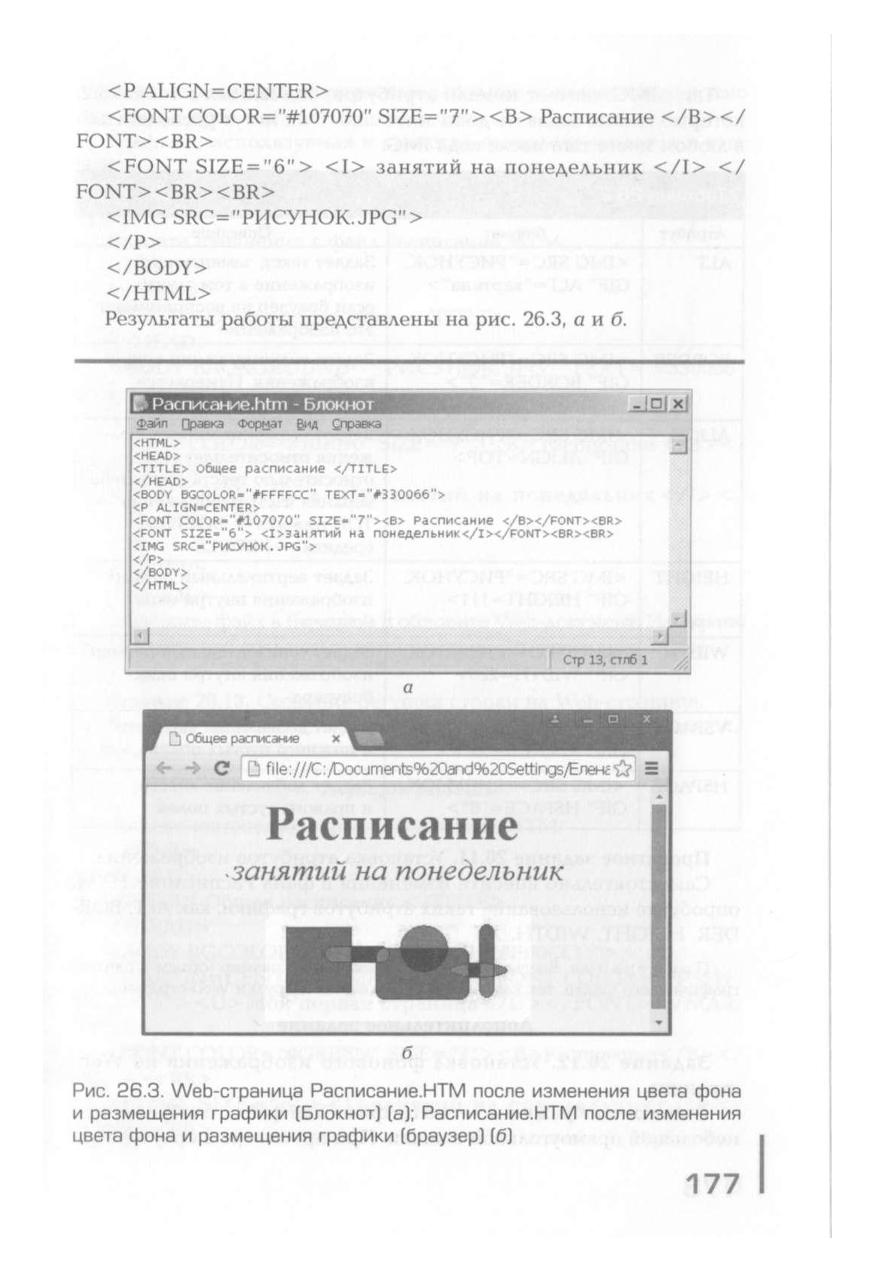 <P ALIGN=CENTER>
<FONT COLOR="#107070" SIZE="7"><B> Расписание </B></
FONT><BR>
<FONT SIZE="6"> <I> занятий на понедельник </I> </
FONT><BR><BR>
<IMG SRC="РИСУНОК.JPG">
</P>
</BODY>
</HTML>
Результаты работы представлены на рис. 26.3, а и б.
Расписание.htm - Блокнот
Файл Правка Формат Вид Справка
<HTML>
<HEAD>
<TITLE> Общее расписание </TITLE>
</HEAD>
<BODY BGCOLOR="#FFFFCC" TEXT="#330066">
<P ALIGN=CENTER>
<FONT COLOR="#107070" SIZE="7"><B> Расписание </B></FONT><BR>
<FONT SIZE="6"> <I>занятий на понедельник</I></FONT><BR><BR>
<IMG SRC="РИСУНОК.JPG">
</P>
</BODY>
</HTML>
Стр 13, стлб 1
а
Общее расписание
file:///C:/Documents%20and%20Settings/Елена
Расписание
занятий на понедельник
б
Рис. 26.3. Web-страница Расписание.HTM после изменения цвета фона
и размещения графики (Блокнот) (а); Расписание.HTM после изменения
цвета фона и размещения графики (браузер) (б)
177